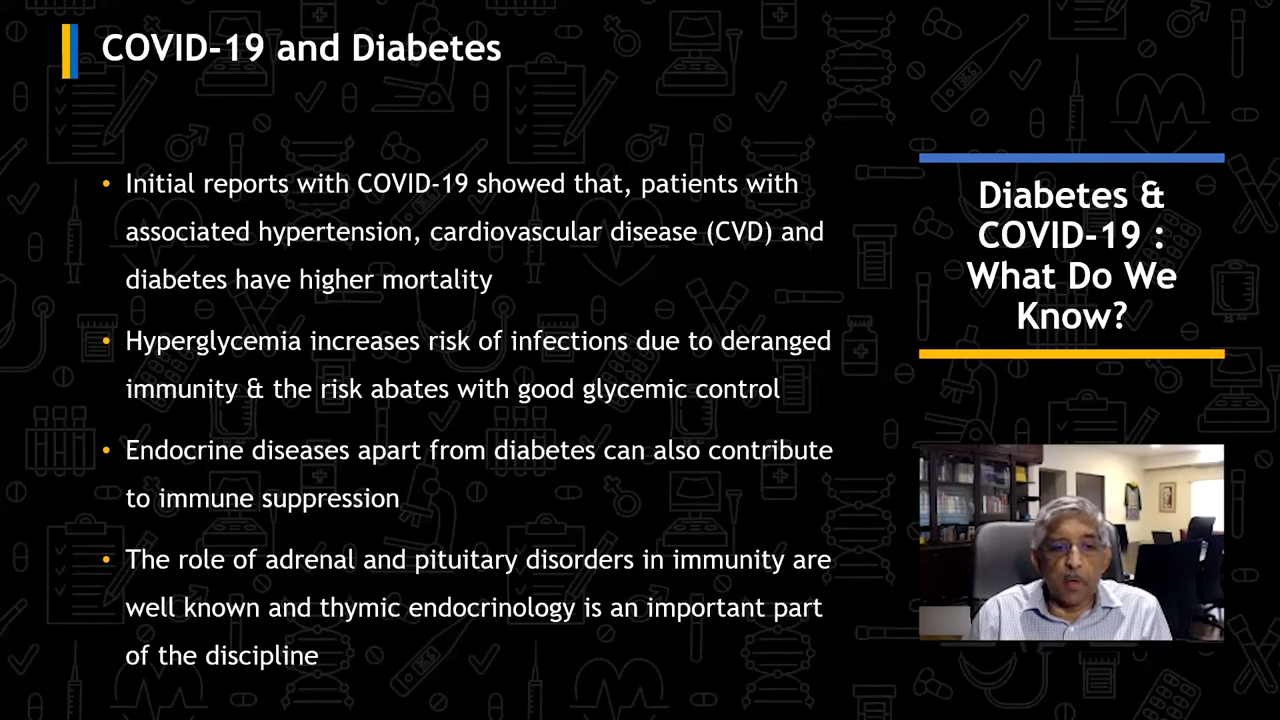 COVID-19 and Diabetes
Initial reports with COVID-19 showed that, patients with
associated hypertension, cardiovascular disease (CVD) and
diabetes have higher mortality
Hyperglycemia increases risk of infections due to deranged
immunity & the risk abates with good glycemic control
Endocrine diseases apart from diabetes can also contribute
to immune suppression
The role of adrenal and pituitary disorders in immunity are
well known and thymic endocrinology is an important part
of the discipline
Diabetes &
COVID-19 :
What Do We
Know?